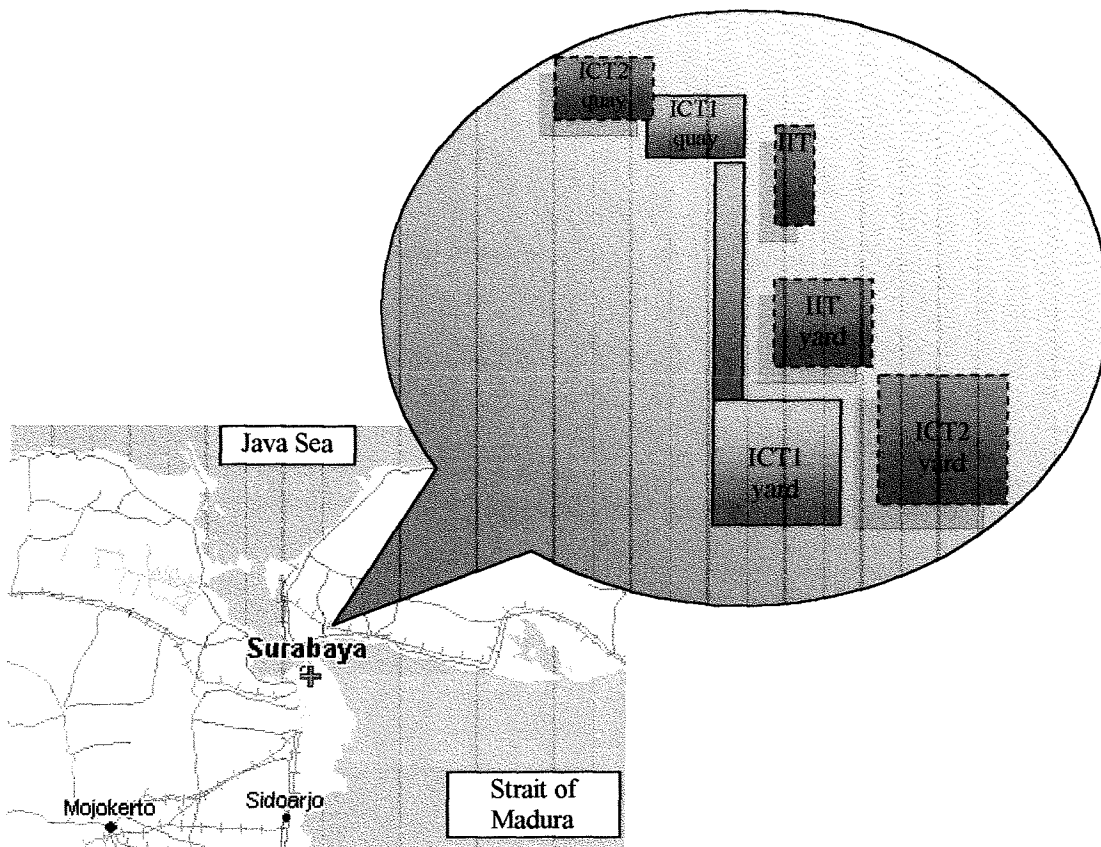 ICT2
quay
ICT1
quay
IIT
IIT
yard
ICT2
yard
ICT1
yard
Java Sea
Surabaya
Strait of
Madura
Mojokerto
Sidoarjo